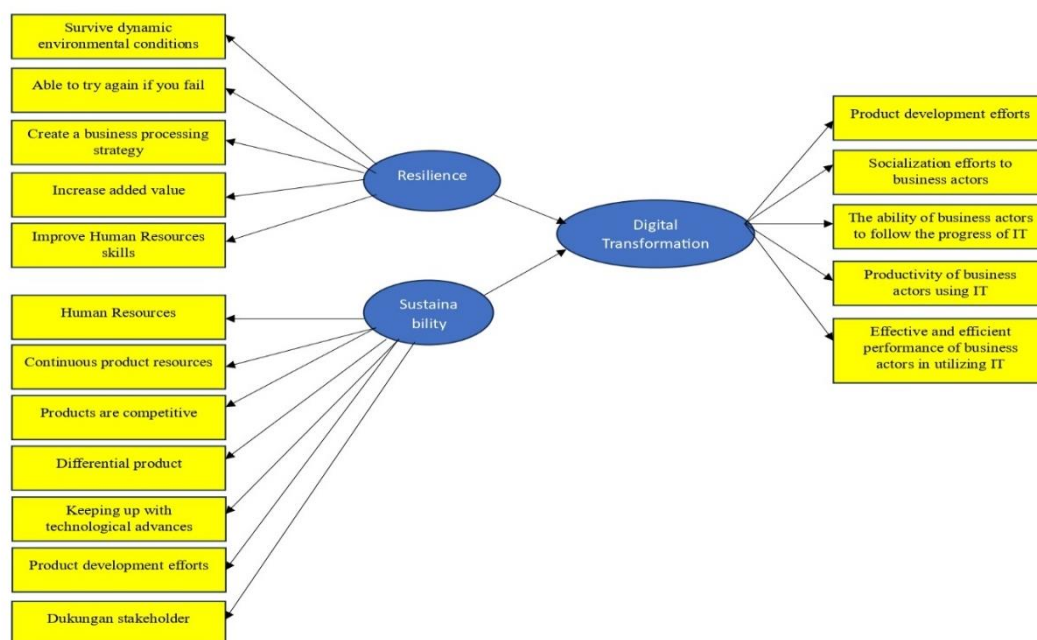 Survive dynamic
environmental conditions
Able to try again if you fail
Create a business processing
strategy
Increase added value
Improve Human Resources
skills
Human Resources
Continuous product resources
Products are competitive
Differential product
Keeping up with
technological advances
Product development efforts
Dukungan stakeholder
Resilience
Sustaina
bility
Digital
Transformation
Product development efforts
Socialization efforts to
business actors
The ability of business actors
to follow the progress of IT
Productivity of business
actors using IT
Effective and efficient
performance of business
actors in utilizing IT